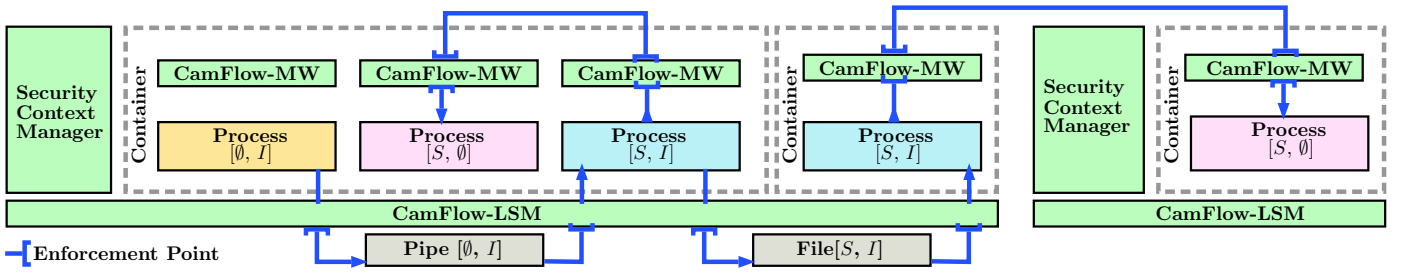 Security
Context
Manager
Container
CamFlow-MW
CamFlow-MW
CamFlow-MW
Process
[∅, I]
Process
[S, ∅]
Process
[S, I]
Container
CamFlow-MW
Process
[S, I]
CamFlow-LSM
Enforcement Point
Pipe [∅, I]
File[S, I]
Security
Context
Manager
Container
CamFlow-MW
Process
[S, ∅]
CamFlow-LSM